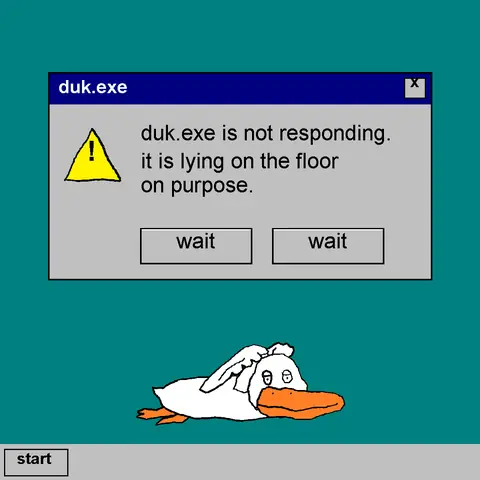 duk.exe
x
!
duk.exe is not responding.
it is lying on the floor
on purpose.
wait wait
start